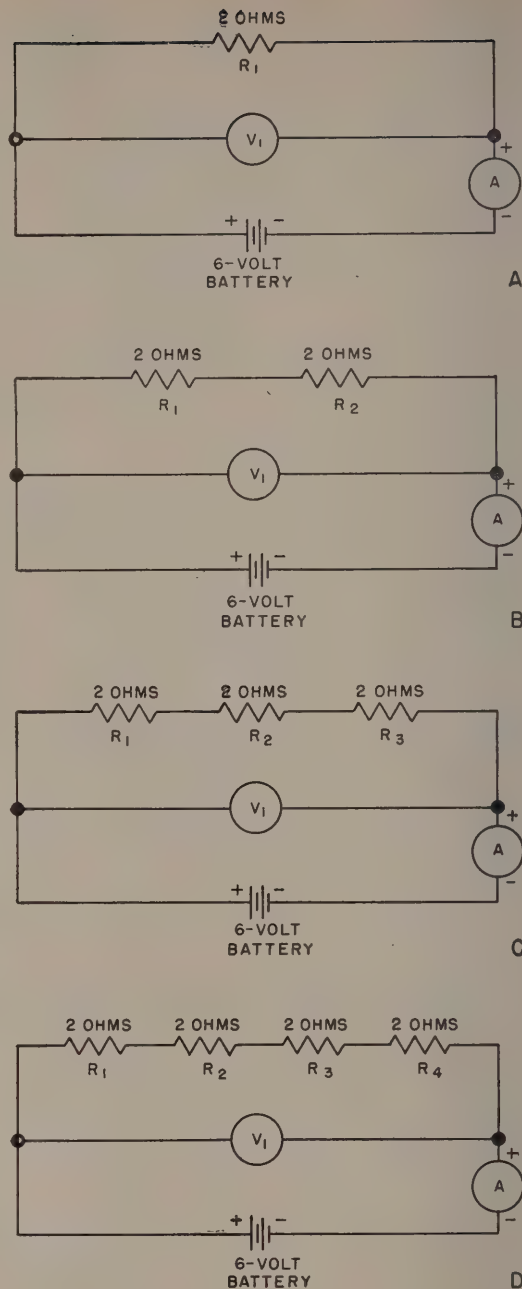 2 OHMS
R1
V1
+
A
−
+ −
6-VOLT
BATTERY
A
2 OHMS 2 OHMS
R1 R2
V1
+
A
−
+ −
6-VOLT
BATTERY
B
2 OHMS 2 OHMS 2 OHMS
R1 R2 R3
V1
+
A
−
+ −
6-VOLT
BATTERY
C
2 OHMS 2 OHMS 2 OHMS 2 OHMS
R1 R2 R3 R4
V1
+
A
−
+ −
6-VOLT
BATTERY
D